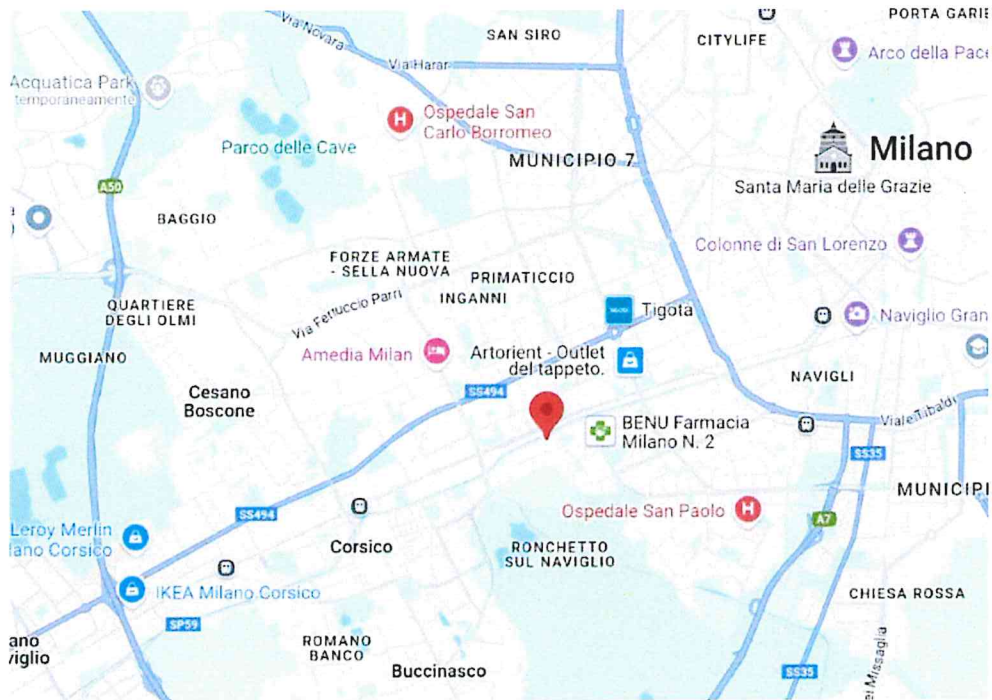 PORTA GARIE
SAN SIRO
CITYLIFE
Via Novara
Arco della Pace
Via Harar
Acquatica Park
temporaneamente
Ospedale San
Carlo Borromeo
Parco delle Cave
MUNICIPIO 7
Milano
Santa Maria delle Grazie
A50
BAGGIO
Colonne di San Lorenzo
FORZE ARMATE
- SELLA NUOVA
PRIMATICCIO
INGANNI
QUARTIERE
DEGLI OLMI
Via Ferruccio Parri
Tigotà
Naviglio Gran
MUGGIANO
Amedia Milan
Artorient - Outlet
del tappeto.
NAVIGLI
Cesano
Boscone
SS494
Viale Tibaldi
BENU Farmacia
Milano N. 2
SS35
MUNICIPI
SS494
Ospedale San Paolo
A7
Leroy Merlin
lano Corsico
Corsico
RONCHETTO
SUL NAVIGLIO
IKEA Milano Corsico
CHIESA ROSSA
SP59
ano
viglio
ROMANO
BANCO
Buccinasco
SS35
ei Missaglia